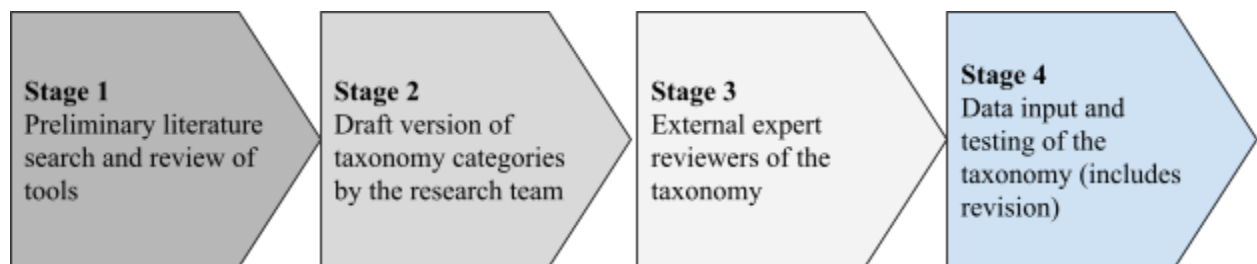 Stage 1
Preliminary literature
search and review of
tools
Stage 2
Draft version of
taxonomy categories
by the research team
Stage 3
External expert
reviewers of the
taxonomy
Stage 4
Data input and
testing of the
taxonomy (includes
revision)